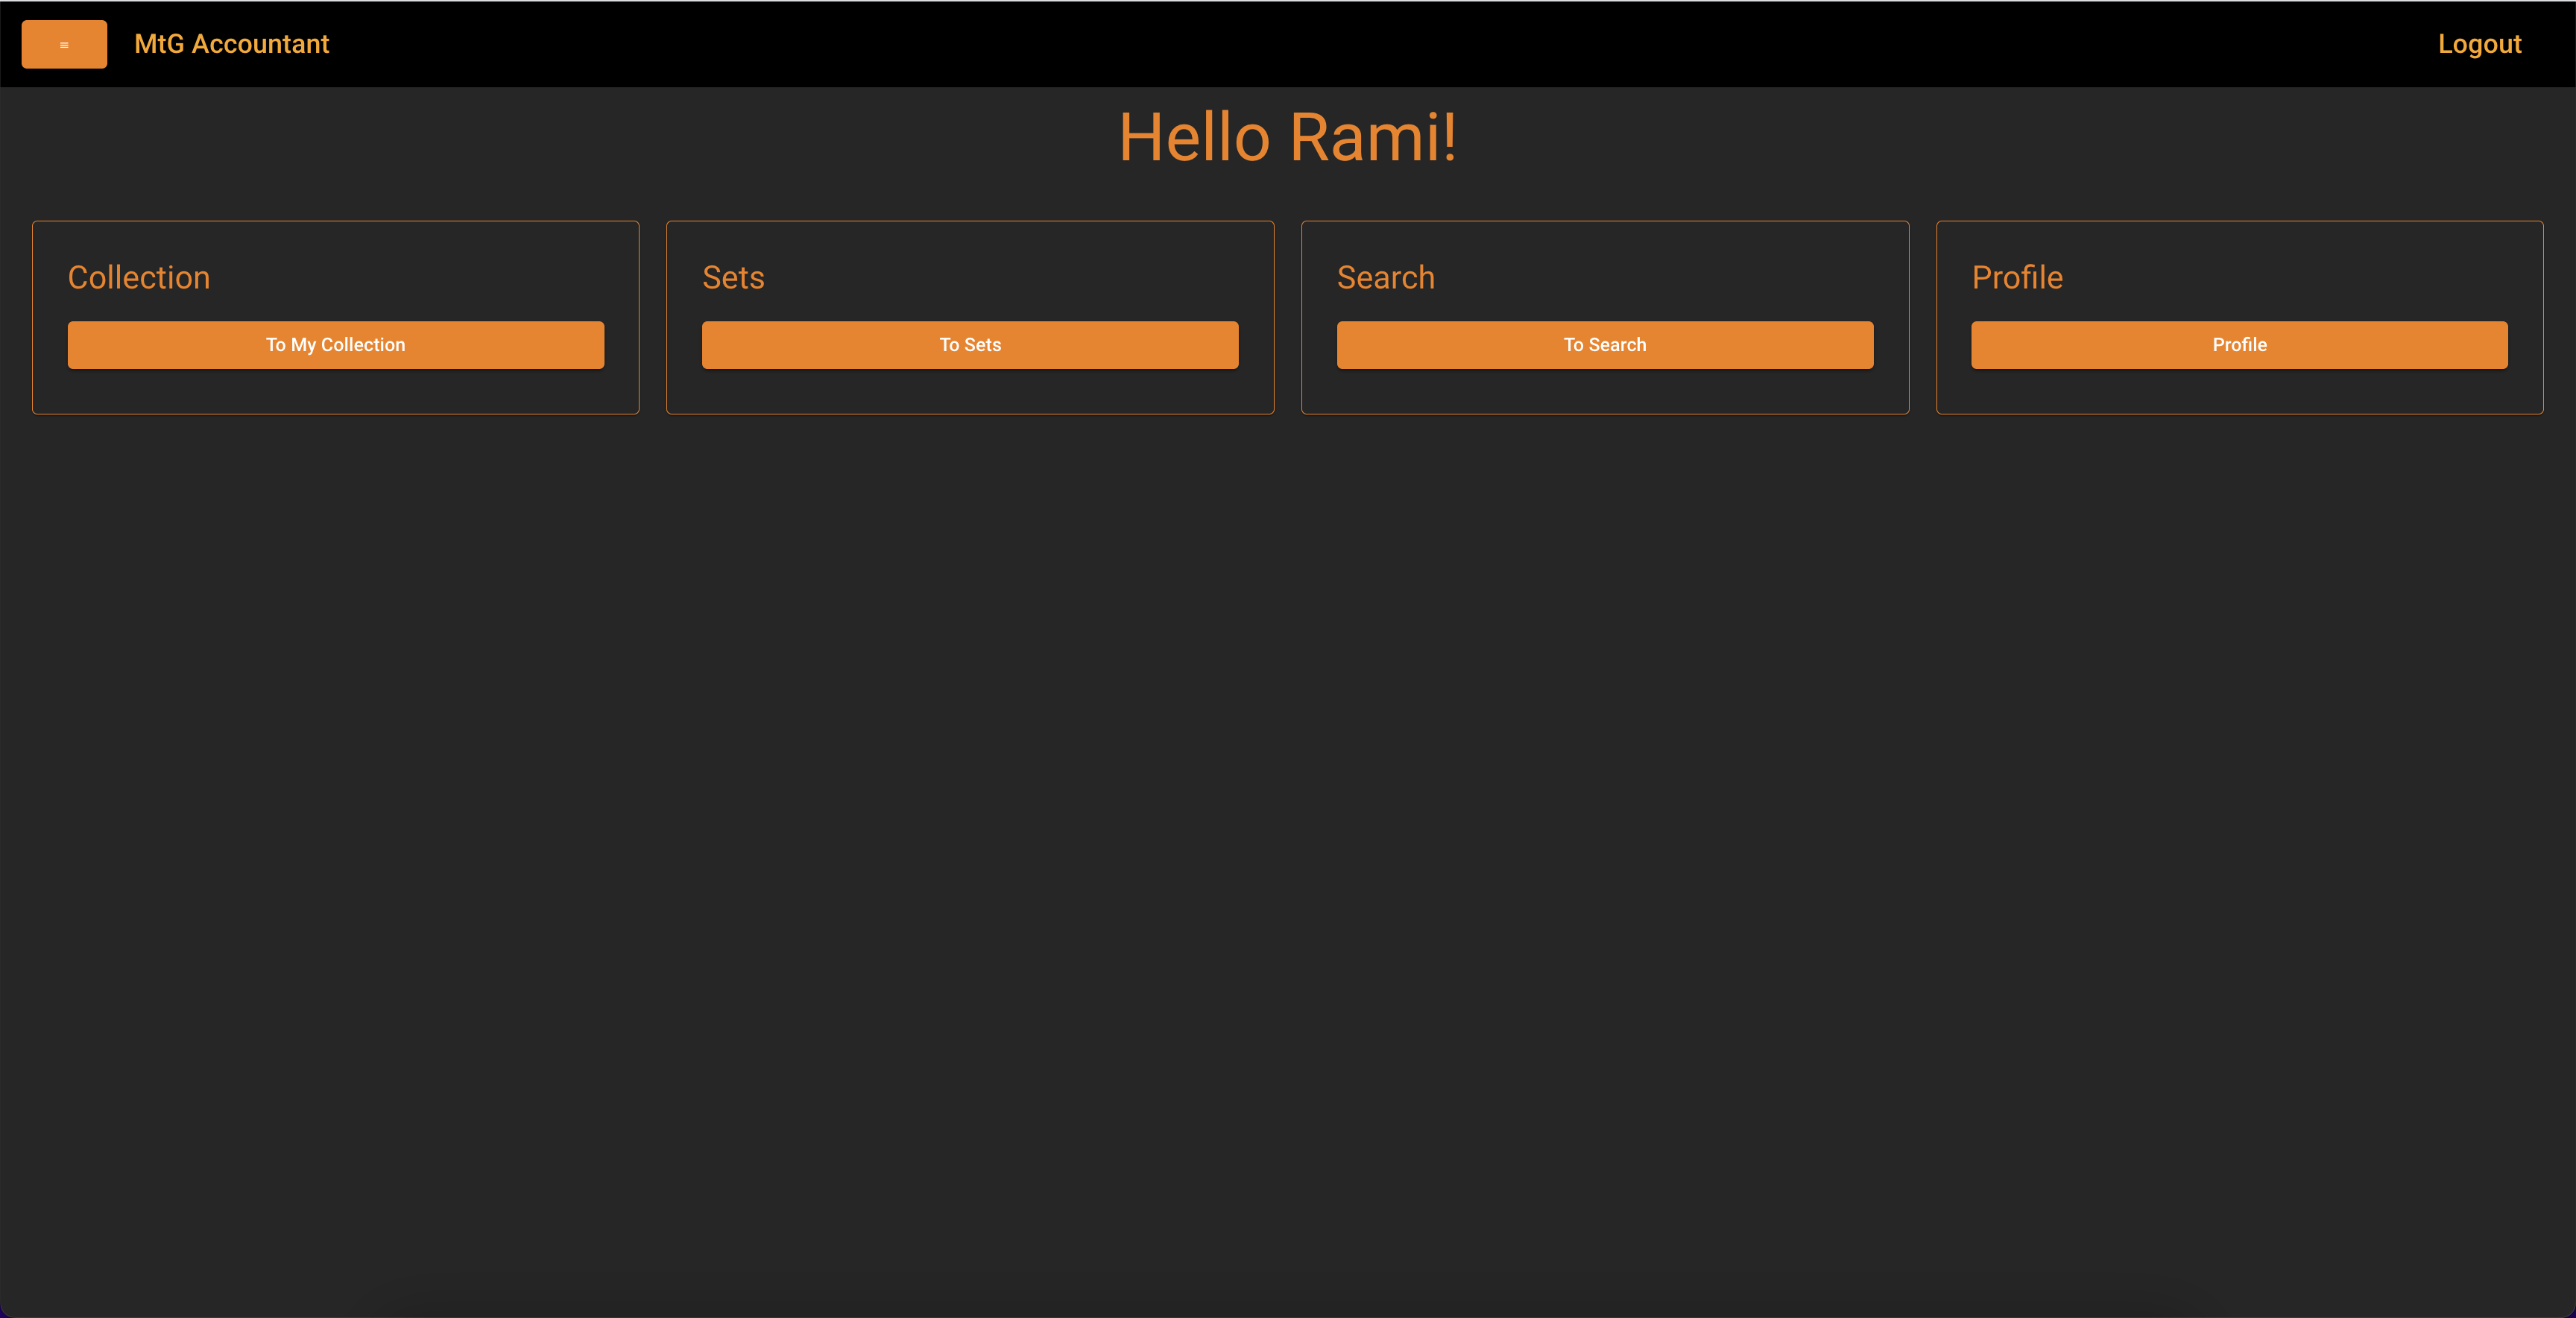 ≡ MtG Accountant Logout
Hello Rami!
Collection Sets Search Profile
To My Collection To Sets To Search Profile